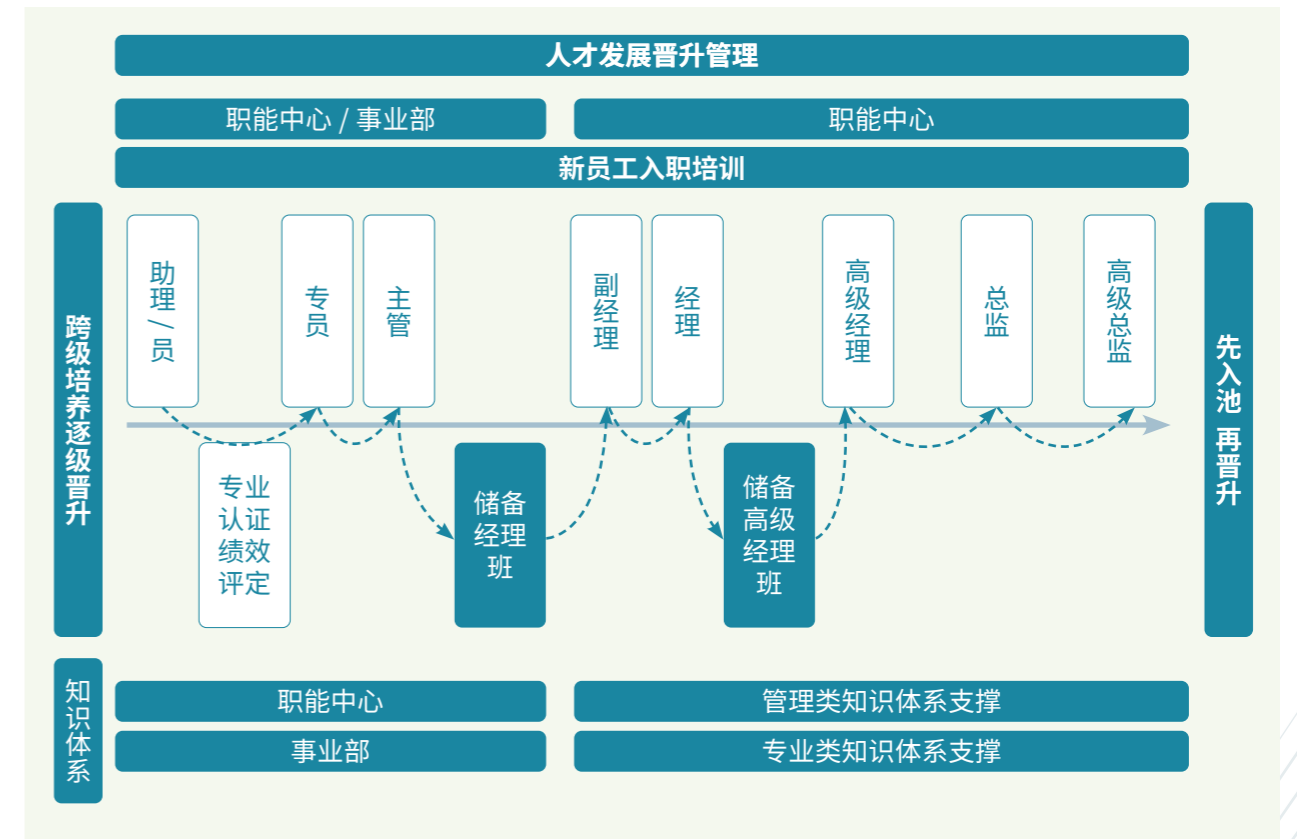 人才发展晋升管理
职能中心 / 事业部
职能中心
新员工入职培训
跨级培养逐级晋升
助理/员
专员
主管
副经理
经理
高级经理
总监
高级总监
先入池 再晋升
专业
认证
绩效
评定
储备
经理
班
储备
高级
经理
班
知识体系
职能中心
管理类知识体系支撑
事业部
专业类知识体系支撑